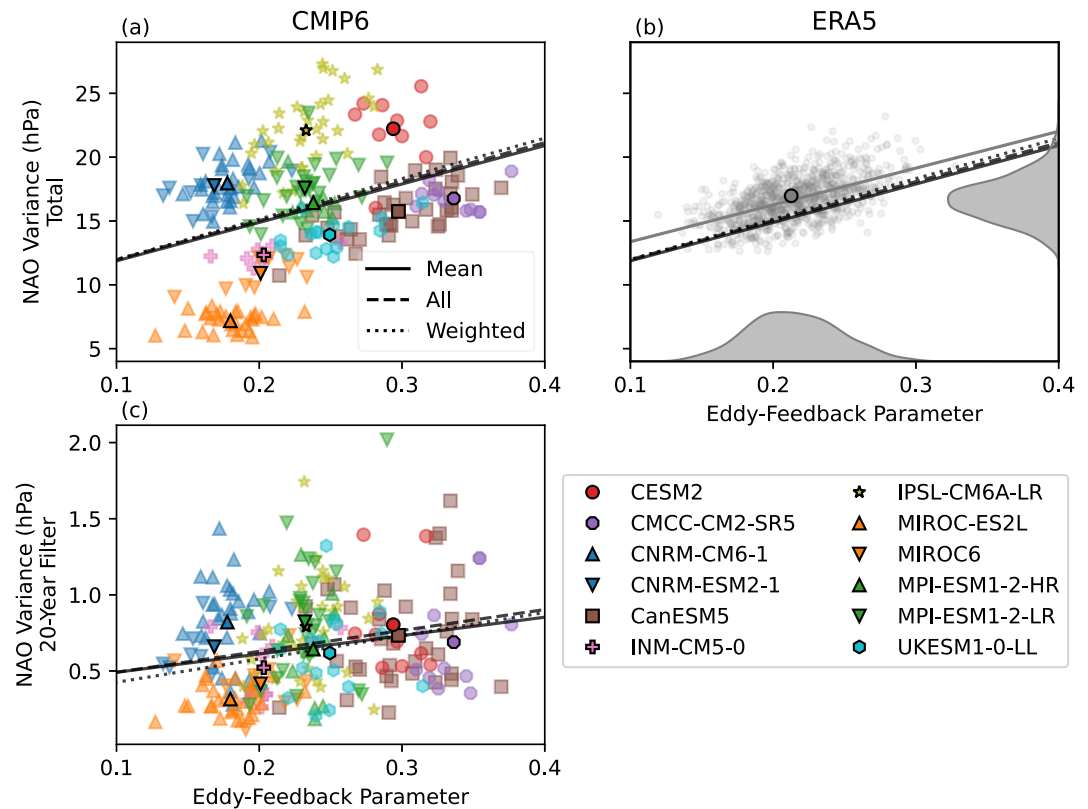 CMIP6
ERA5
(a)
(b)
NAO Variance (hPa)
Total
25
20
15
10
5
Mean
All
Weighted
0.1
0.2
0.3
0.4
0.1
0.2
0.3
0.4
Eddy-Feedback Parameter
(c)
NAO Variance (hPa)
20-Year Filter
2.0
1.5
1.0
0.5
0.1
0.2
0.3
0.4
Eddy-Feedback Parameter
CESM2
CMCC-CM2-SR5
CNRM-CM6-1
CNRM-ESM2-1
CanESM5
INM-CM5-0
IPSL-CM6A-LR
MIROC-ES2L
MIROC6
MPI-ESM1-2-HR
MPI-ESM1-2-LR
UKESM1-0-LL